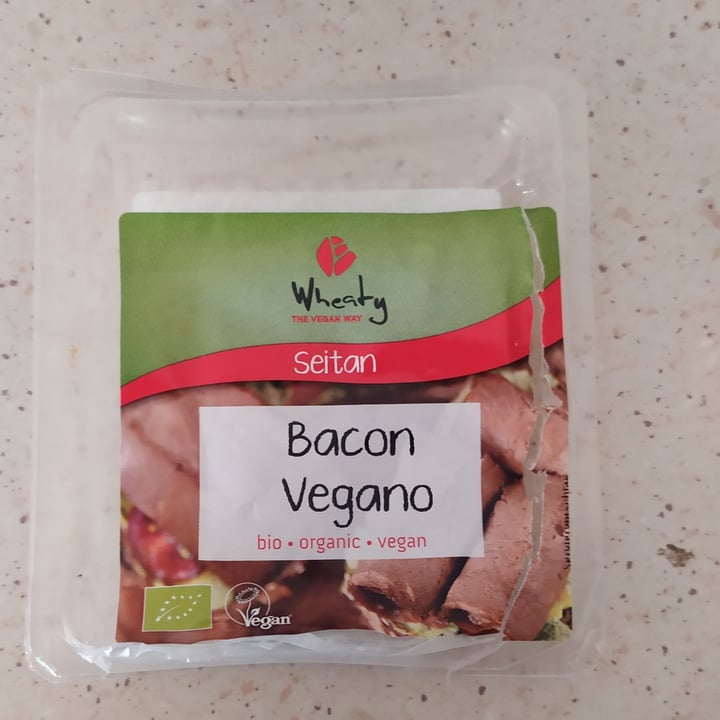 Wheaty
THE VEGAN WAY
Seitan
Bacon
Vegano
bio • organic • vegan
Vegan